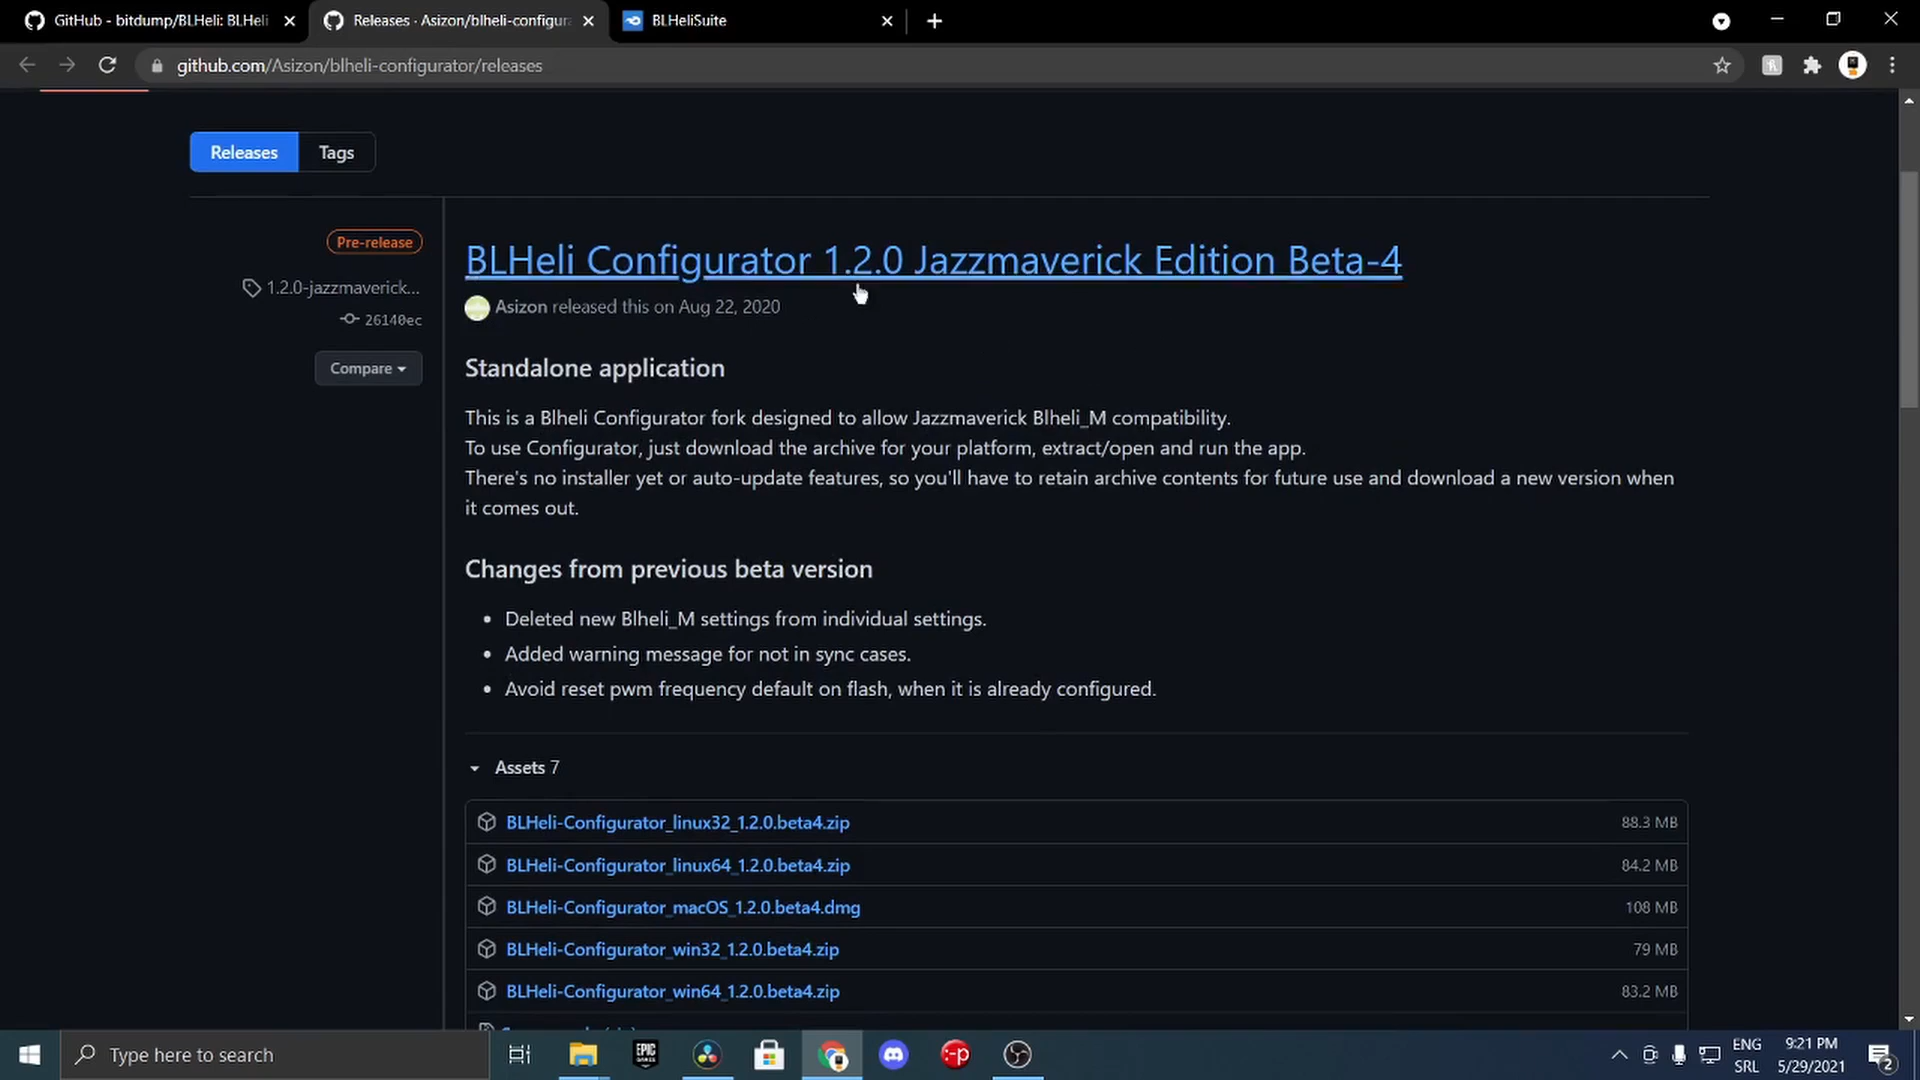 GitHub - bitdump/BLHeli: BLHeli
Releases · Asizon/blheli-configura
BLHeliSuite
github.com/Asizon/blheli-configurator/releases
Releases
Tags
Pre-release
1.2.0-jazzmaverick...
26140ec
Compare
BLHeli Configurator 1.2.0 Jazzmaverick Edition Beta-4
Asizon released this on Aug 22, 2020
Standalone application
This is a Blheli Configurator fork designed to allow Jazzmaverick Blheli_M compatibility.
To use Configurator, just download the archive for your platform, extract/open and run the app.
There's no installer yet or auto-update features, so you'll have to retain archive contents for future use and download a new version when
it comes out.
Changes from previous beta version
Deleted new Blheli_M settings from individual settings.
Added warning message for not in sync cases.
Avoid reset pwm frequency default on flash, when it is already configured.
Assets 7
BLHeli-Configurator_linux32_1.2.0.beta4.zip 88.3 MB
BLHeli-Configurator_linux64_1.2.0.beta4.zip 84.2 MB
BLHeli-Configurator_macOS_1.2.0.beta4.dmg 108 MB
BLHeli-Configurator_win32_1.2.0.beta4.zip 79 MB
BLHeli-Configurator_win64_1.2.0.beta4.zip 83.2 MB
Type here to search
EPIC
GAMES
:-p
ENG
SRL
9:21 PM
5/29/2021
2